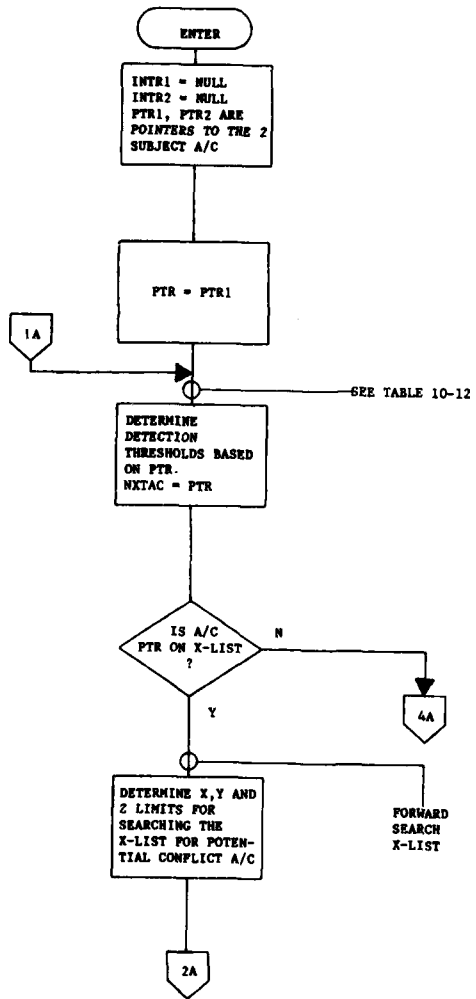 ENTER
INTR1 = NULL
INTR2 = NULL
PTR1, PTR2 ARE
POINTERS TO THE 2
SUBJECT A/C
PTR = PTR1
1A
SEE TABLE 10-12
DETERMINE
DETECTION
THRESHOLDS BASED
ON PTR.
NXTAC = PTR
IS A/C
PTR ON X-LIST
?
N
4A
Y
DETERMINE X,Y AND
Z LIMITS FOR
SEARCHING THE
X-LIST FOR POTEN-
TIAL CONFLICT A/C
FORWARD
SEARCH
X-LIST
2A